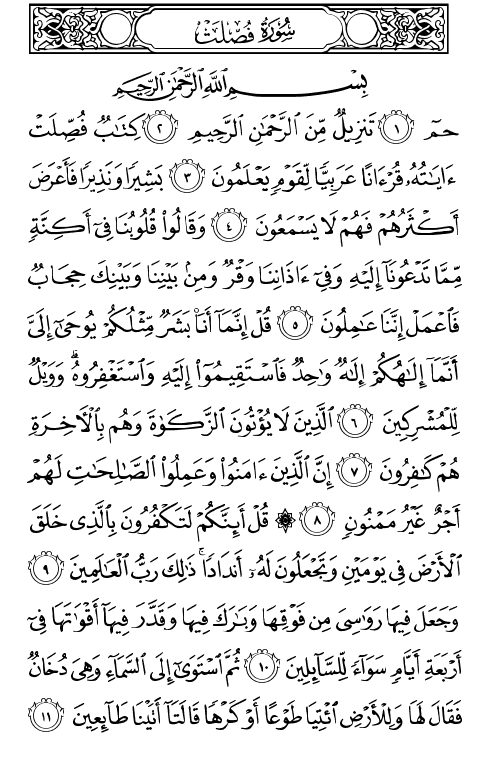 سُورَةُ فُصِّلَتْ
بِسْمِ اللَّهِ الرَّحْمَٰنِ الرَّحِيمِ
حمٓ ۝١ تَنزِيلٌ مِّنَ ٱلرَّحْمَٰنِ ٱلرَّحِيمِ ۝٢ كِتَٰبٌ فُصِّلَتْ
ءَايَٰتُهُۥ قُرْءَانًا عَرَبِيًّا لِّقَوْمٍ يَعْلَمُونَ ۝٣ بَشِيرًا وَنَذِيرًا فَأَعْرَضَ
أَكْثَرُهُمْ فَهُمْ لَا يَسْمَعُونَ ۝٤ وَقَالُوا۟ قُلُوبُنَا فِىٓ أَكِنَّةٍ
مِّمَّا تَدْعُونَآ إِلَيْهِ وَفِىٓ ءَاذَانِنَا وَقْرٌ وَمِنۢ بَيْنِنَا وَبَيْنِكَ حِجَابٌ
فَٱعْمَلْ إِنَّنَا عَٰمِلُونَ ۝٥ قُلْ إِنَّمَآ أَنَا۠ بَشَرٌ مِّثْلُكُمْ يُوحَىٰٓ إِلَىَّ
أَنَّمَآ إِلَٰهُكُمْ إِلَٰهٌ وَٰحِدٌ فَٱسْتَقِيمُوٓا۟ إِلَيْهِ وَٱسْتَغْفِرُوهُ ۗ وَوَيْلٌ
لِّلْمُشْرِكِينَ ۝٦ ٱلَّذِينَ لَا يُؤْتُونَ ٱلزَّكَوٰةَ وَهُم بِٱلْءَاخِرَةِ
هُمْ كَٰفِرُونَ ۝٧ إِنَّ ٱلَّذِينَ ءَامَنُوا۟ وَعَمِلُوا۟ ٱلصَّٰلِحَٰتِ لَهُمْ
أَجْرٌ غَيْرُ مَمْنُونٍ ۝٨ ۞ قُلْ أَئِنَّكُمْ لَتَكْفُرُونَ بِٱلَّذِى خَلَقَ
ٱلْأَرْضَ فِى يَوْمَيْنِ وَتَجْعَلُونَ لَهُۥٓ أَندَادًا ۚ ذَٰلِكَ رَبُّ ٱلْعَٰلَمِينَ ۝٩
وَجَعَلَ فِيهَا رَوَٰسِىَ مِن فَوْقِهَا وَبَٰرَكَ فِيهَا وَقَدَّرَ فِيهَآ أَقْوَٰتَهَا فِىٓ
أَرْبَعَةِ أَيَّامٍ سَوَآءً لِّلسَّآئِلِينَ ۝١٠ ثُمَّ ٱسْتَوَىٰٓ إِلَى ٱلسَّمَآءِ وَهِىَ دُخَانٌ
فَقَالَ لَهَا وَلِلْأَرْضِ ٱئْتِيَا طَوْعًا أَوْ كَرْهًا قَالَتَآ أَتَيْنَا طَآئِعِينَ ۝١١